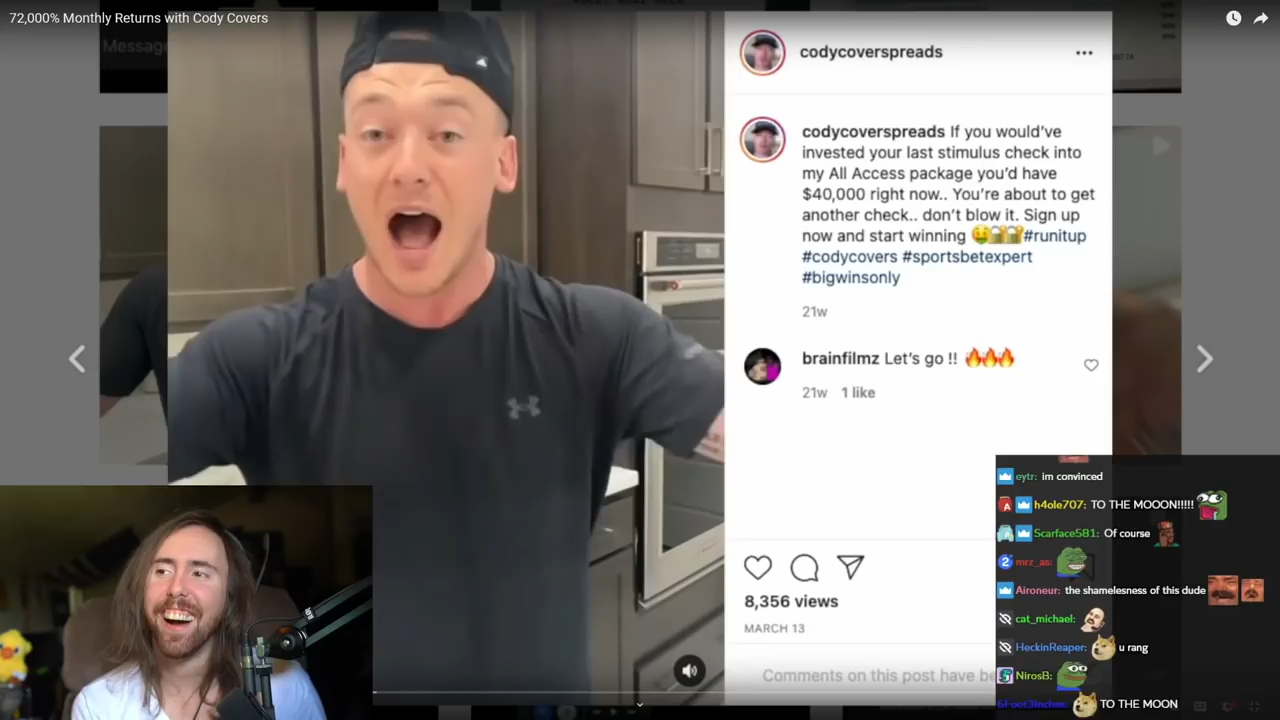 72,000% Monthly Returns with Cody Covers
Message
codycoverspreads
codycoverspreads If you would've
invested your last stimulus check into
my All Access package you'd have
$40,000 right now.. You're about to get
another check.. don't blow it. Sign up
now and start winning 🤑💰💰#runitup
#codycovers #sportsbetexpert
#bigwinsonly
21w
brainfilmz Let's go !! 🔥🔥🔥
21w 1 like
8,356 views
MARCH 13
Comments on this post have be
eytr: im convinced
h4ole707: TO THE MOOON!!!!!
Scarface581: Of course
mrz_as:
Aironeur: the shamelesness of this dude
cat_michael:
HeckinReaper: u rang
NirosB:
6Foot3Inches: TO THE MOON